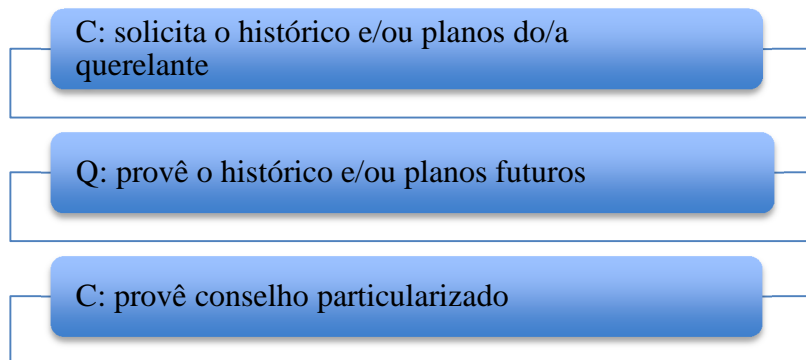 C: solicita o histórico e/ou planos do/a
querelante
Q: provê o histórico e/ou planos futuros
C: provê conselho particularizado